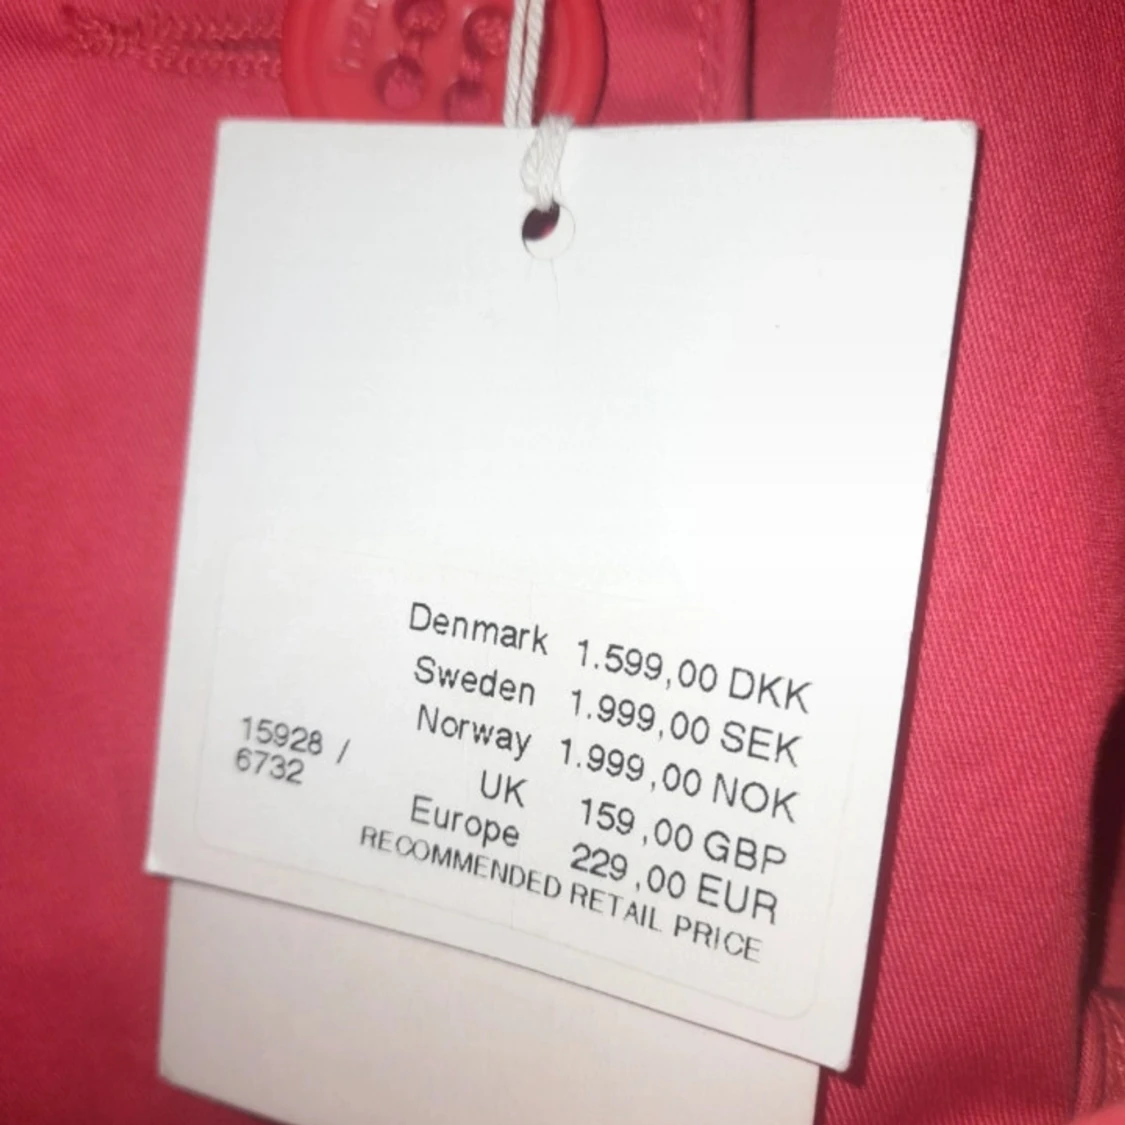 Denmark 1.599,00 DKK
Sweden 1.999,00 SEK
Norway 1.999,00 NOK
UK 159,00 GBP
Europe 229,00 EUR
RECOMMENDED RETAIL PRICE
15928 /
6732